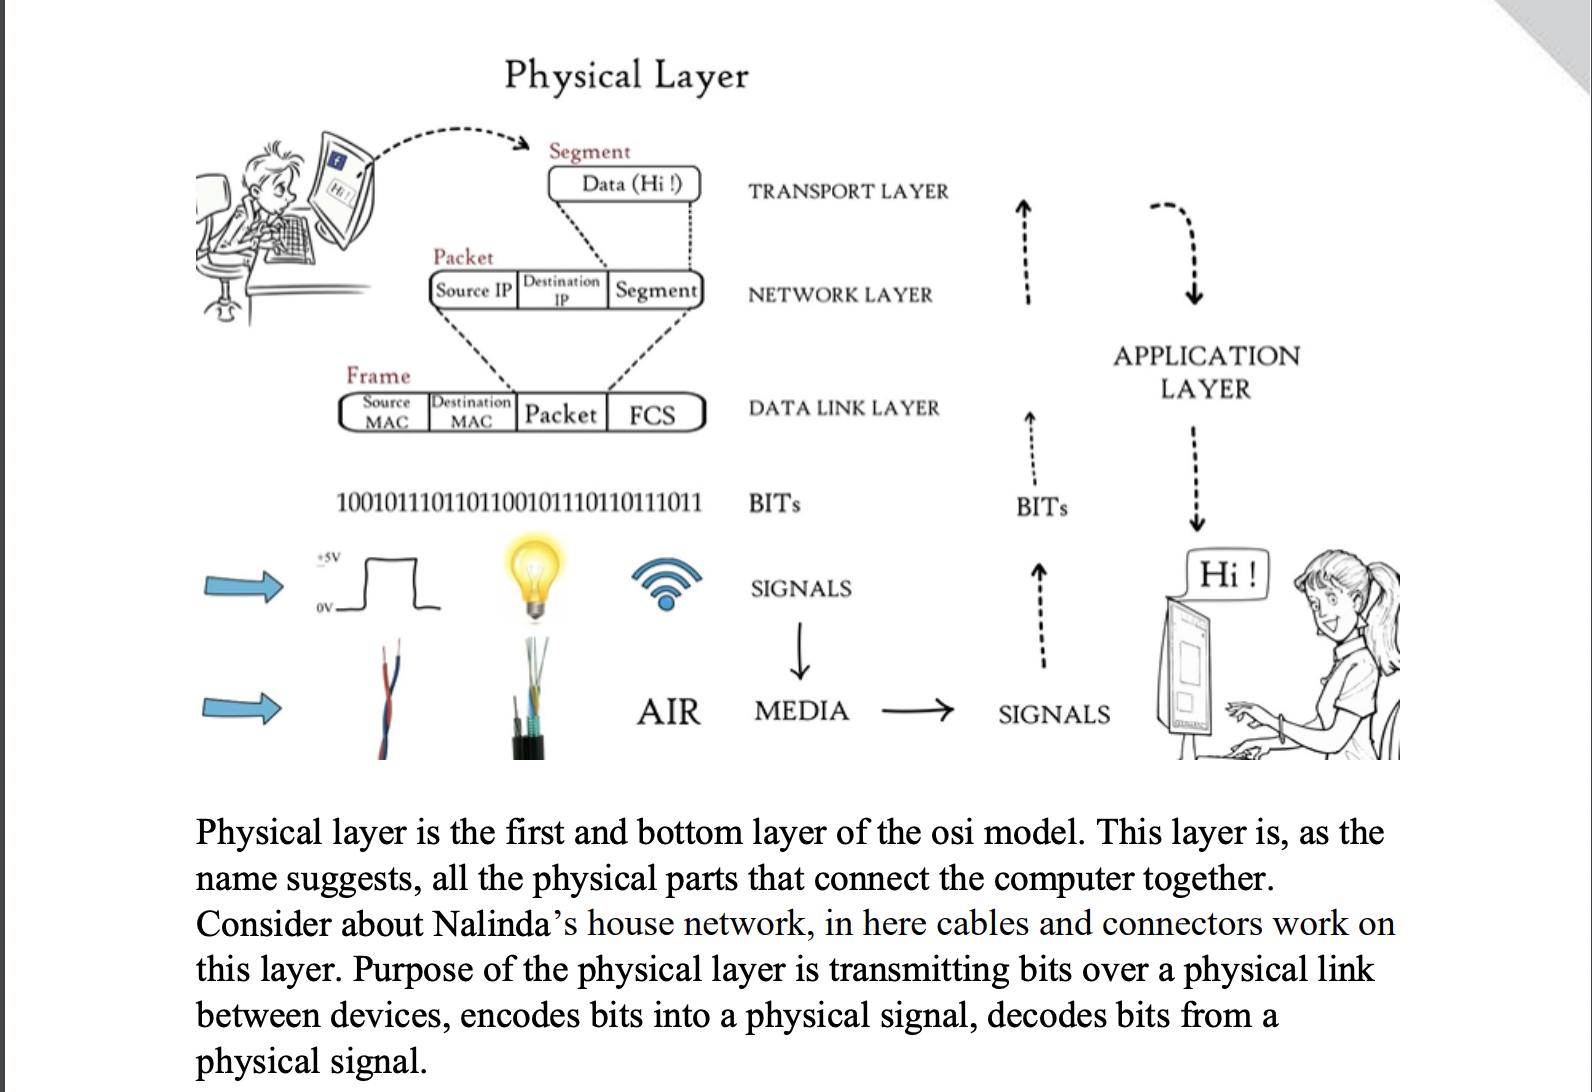 Physical Layer
Hi !
Segment
Data (Hi !)
TRANSPORT LAYER
Packet
Source IP
Destination
IP
Segment
NETWORK LAYER
APPLICATION
LAYER
Frame
Source
MAC
Destination
MAC
Packet
FCS
DATA LINK LAYER
100101110110110010111011011 1011
BITs
BITs
+5V
0V
SIGNALS
Hi !
AIR
MEDIA
SIGNALS
Physical layer is the first and bottom layer of the osi model. This layer is, as the
name suggests, all the physical parts that connect the computer together.
Consider about Nalinda’s house network, in here cables and connectors work on
this layer. Purpose of the physical layer is transmitting bits over a physical link
between devices, encodes bits into a physical signal, decodes bits from a
physical signal.